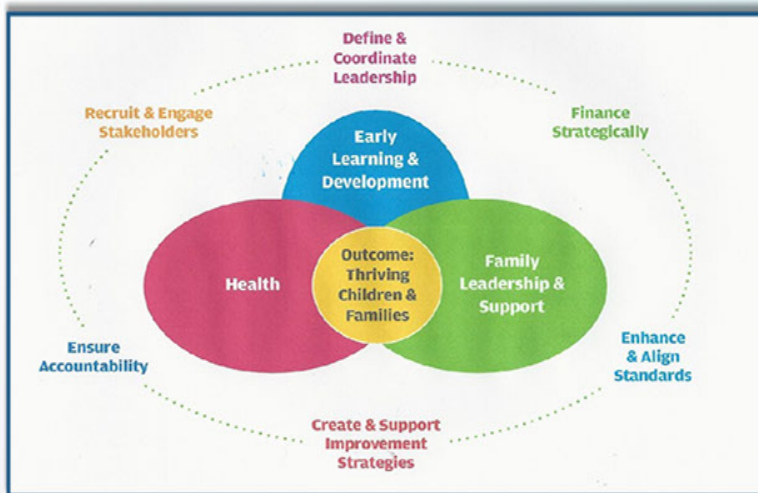 Define &
Coordinate
Leadership
Recruit & Engage
Stakeholders
Finance
Strategically
Early
Learning &
Development
Health
Outcome:
Thriving
Children &
Families
Family
Leadership &
Support
Ensure
Accountability
Enhance
& Align
Standards
Create & Support
Improvement
Strategies